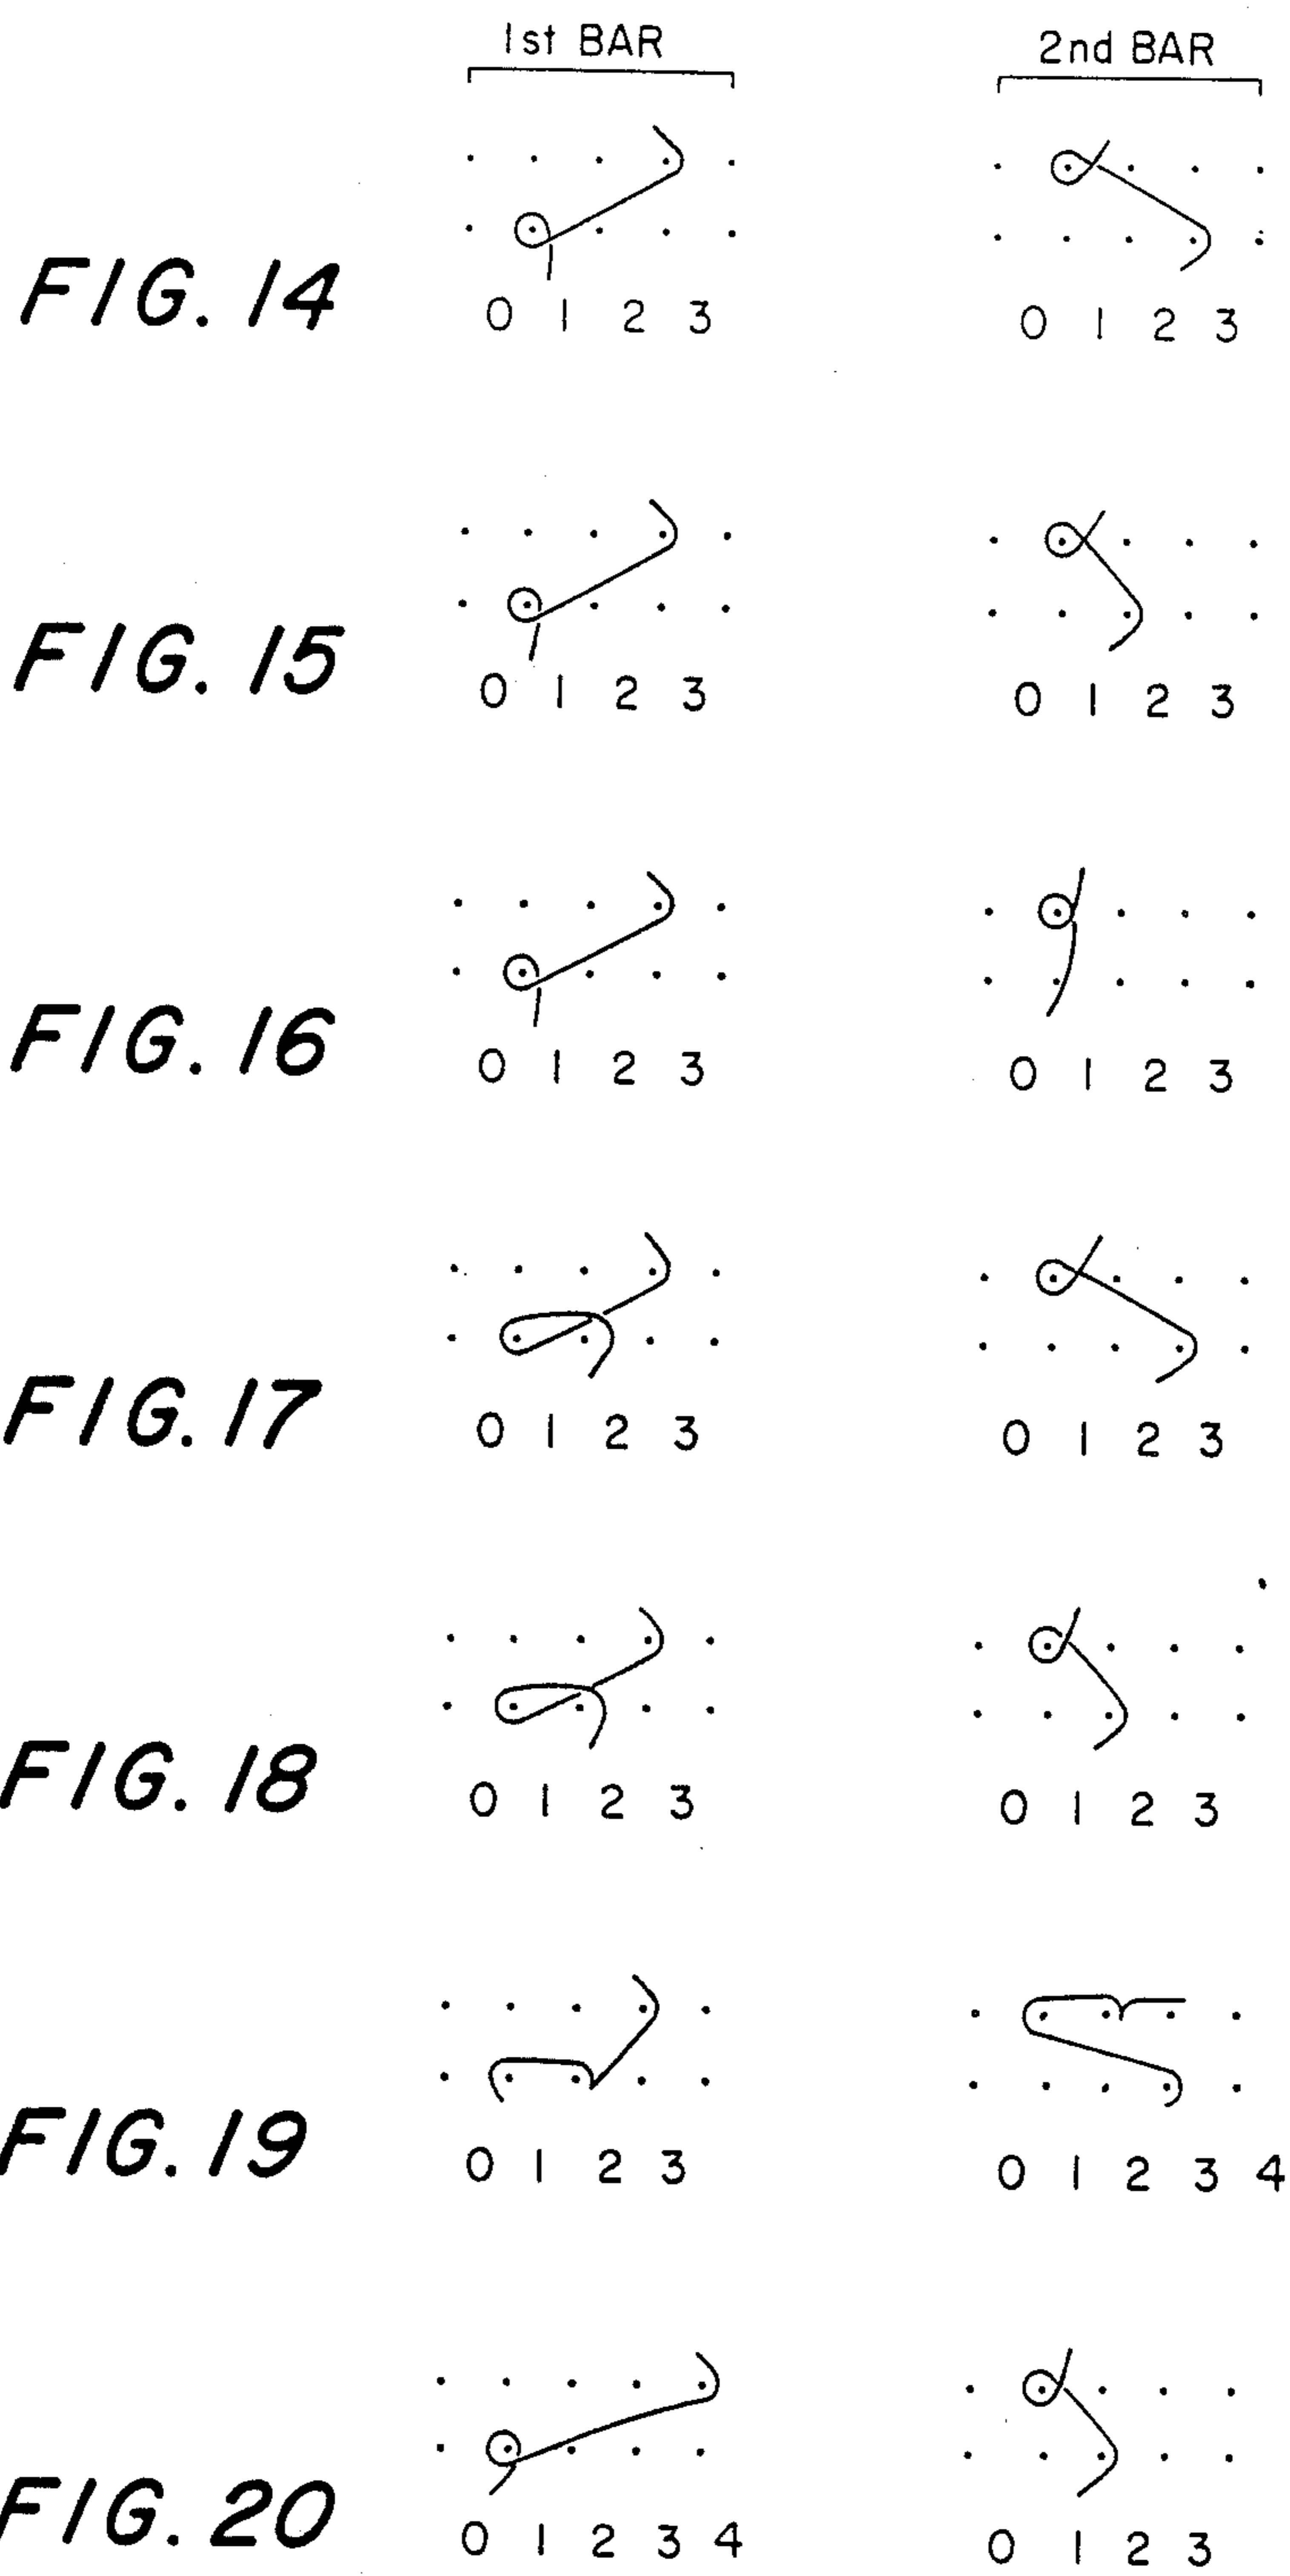 1st BAR 2nd BAR
FIG. 14
0 1 2 3 0 1 2 3
FIG. 15
0 1 2 3 0 1 2 3
FIG. 16
0 1 2 3 0 1 2 3
FIG. 17
0 1 2 3 0 1 2 3
FIG. 18
0 1 2 3 0 1 2 3
FIG. 19
0 1 2 3 0 1 2 3 4
FIG. 20
0 1 2 3 4 0 1 2 3